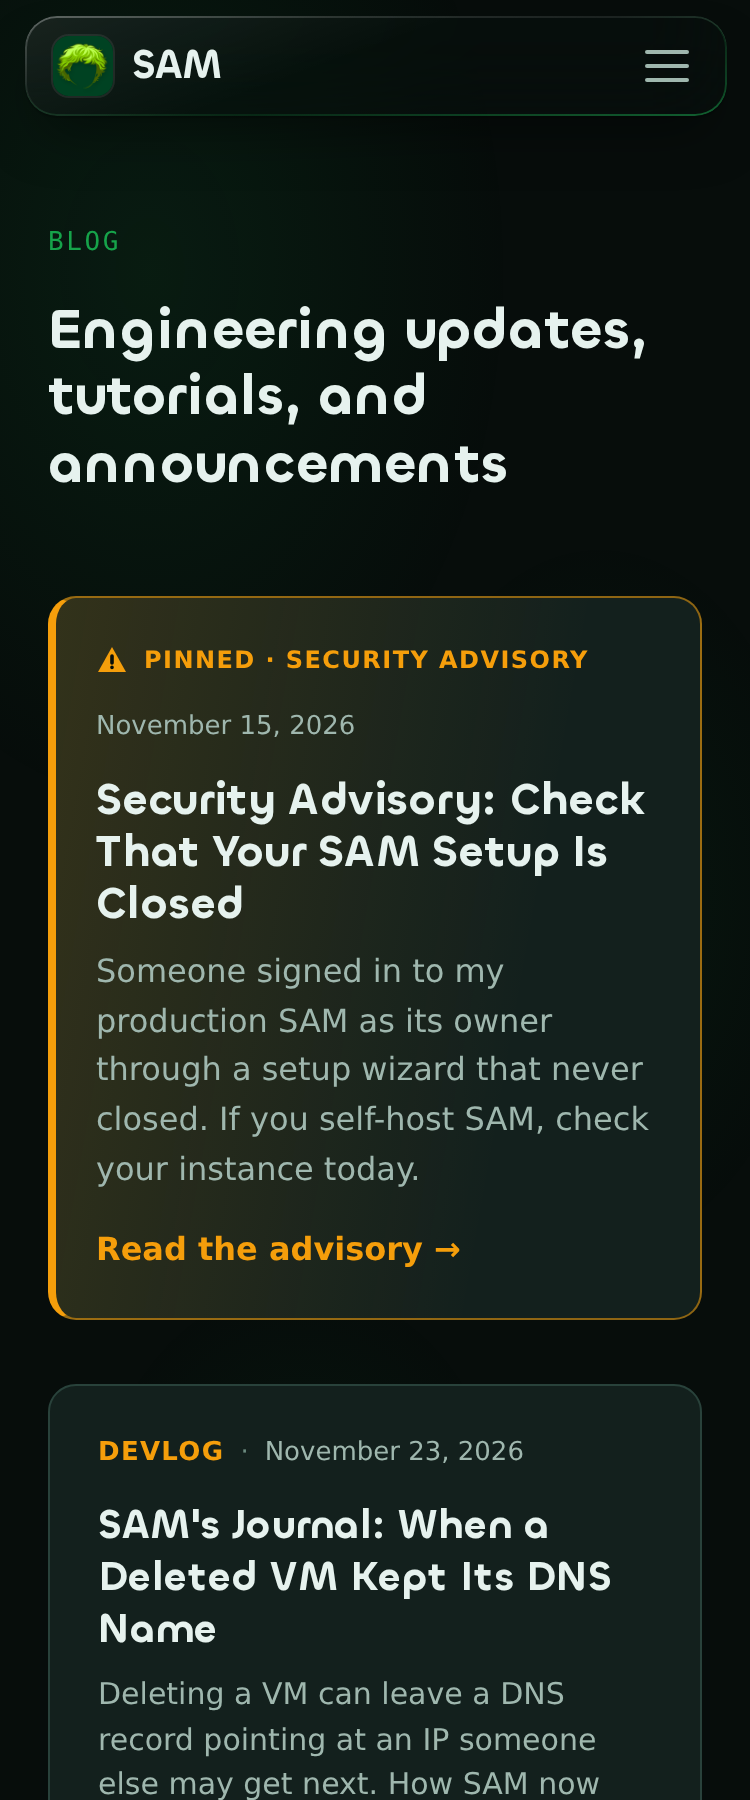 SAM
BLOG
Engineering updates,
tutorials, and
announcements
PINNED · SECURITY ADVISORY
November 15, 2026
Security Advisory: Check
That Your SAM Setup Is
Closed
Someone signed in to my
production SAM as its owner
through a setup wizard that never
closed. If you self-host SAM, check
your instance today.
Read the advisory →
DEVLOG · November 23, 2026
SAM's Journal: When a
Deleted VM Kept Its DNS
Name
Deleting a VM can leave a DNS
record pointing at an IP someone
else may get next. How SAM now